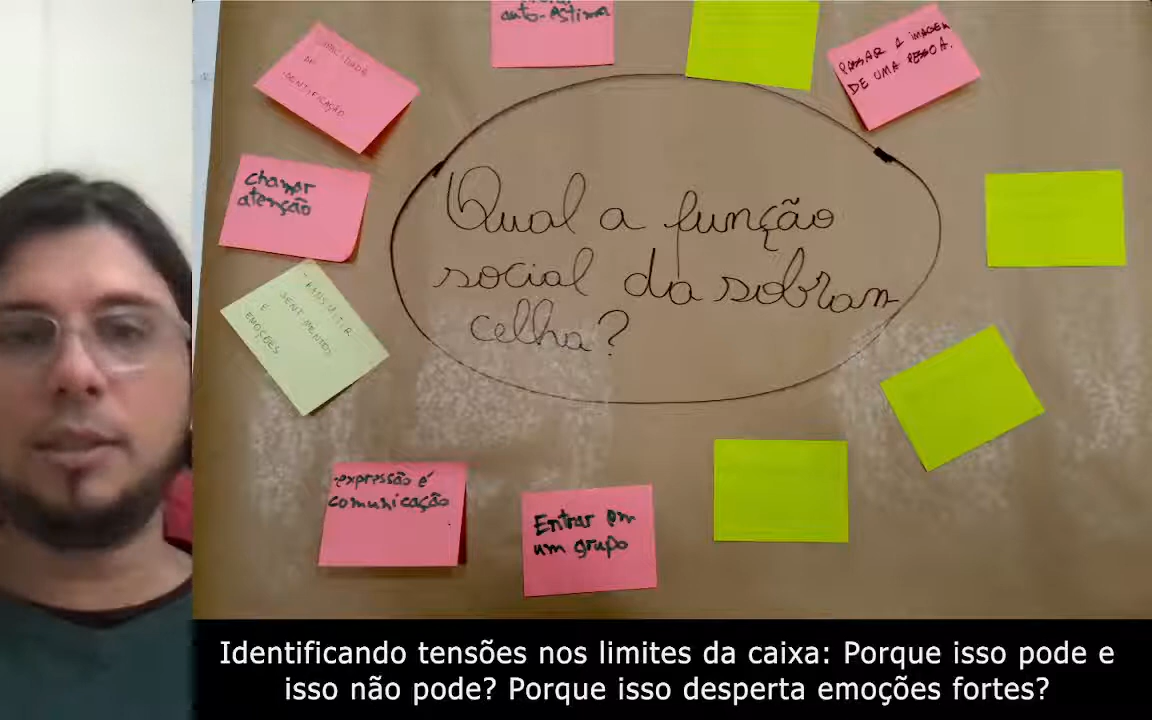 auto-estima
PASSAR A IMAGEM
DE UMA PESSOA.
DE
IDENTIFICAÇÃO
chamar
atenção
Qual a função
social da sobran
celha?
TRANSMITIR
SENTIMENTOS
E
EMOÇÕES
-expressão é
comunicação
Entrar em
um grupo
Identificando tensões nos limites da caixa: Porque isso pode e
isso não pode? Porque isso desperta emoções fortes?